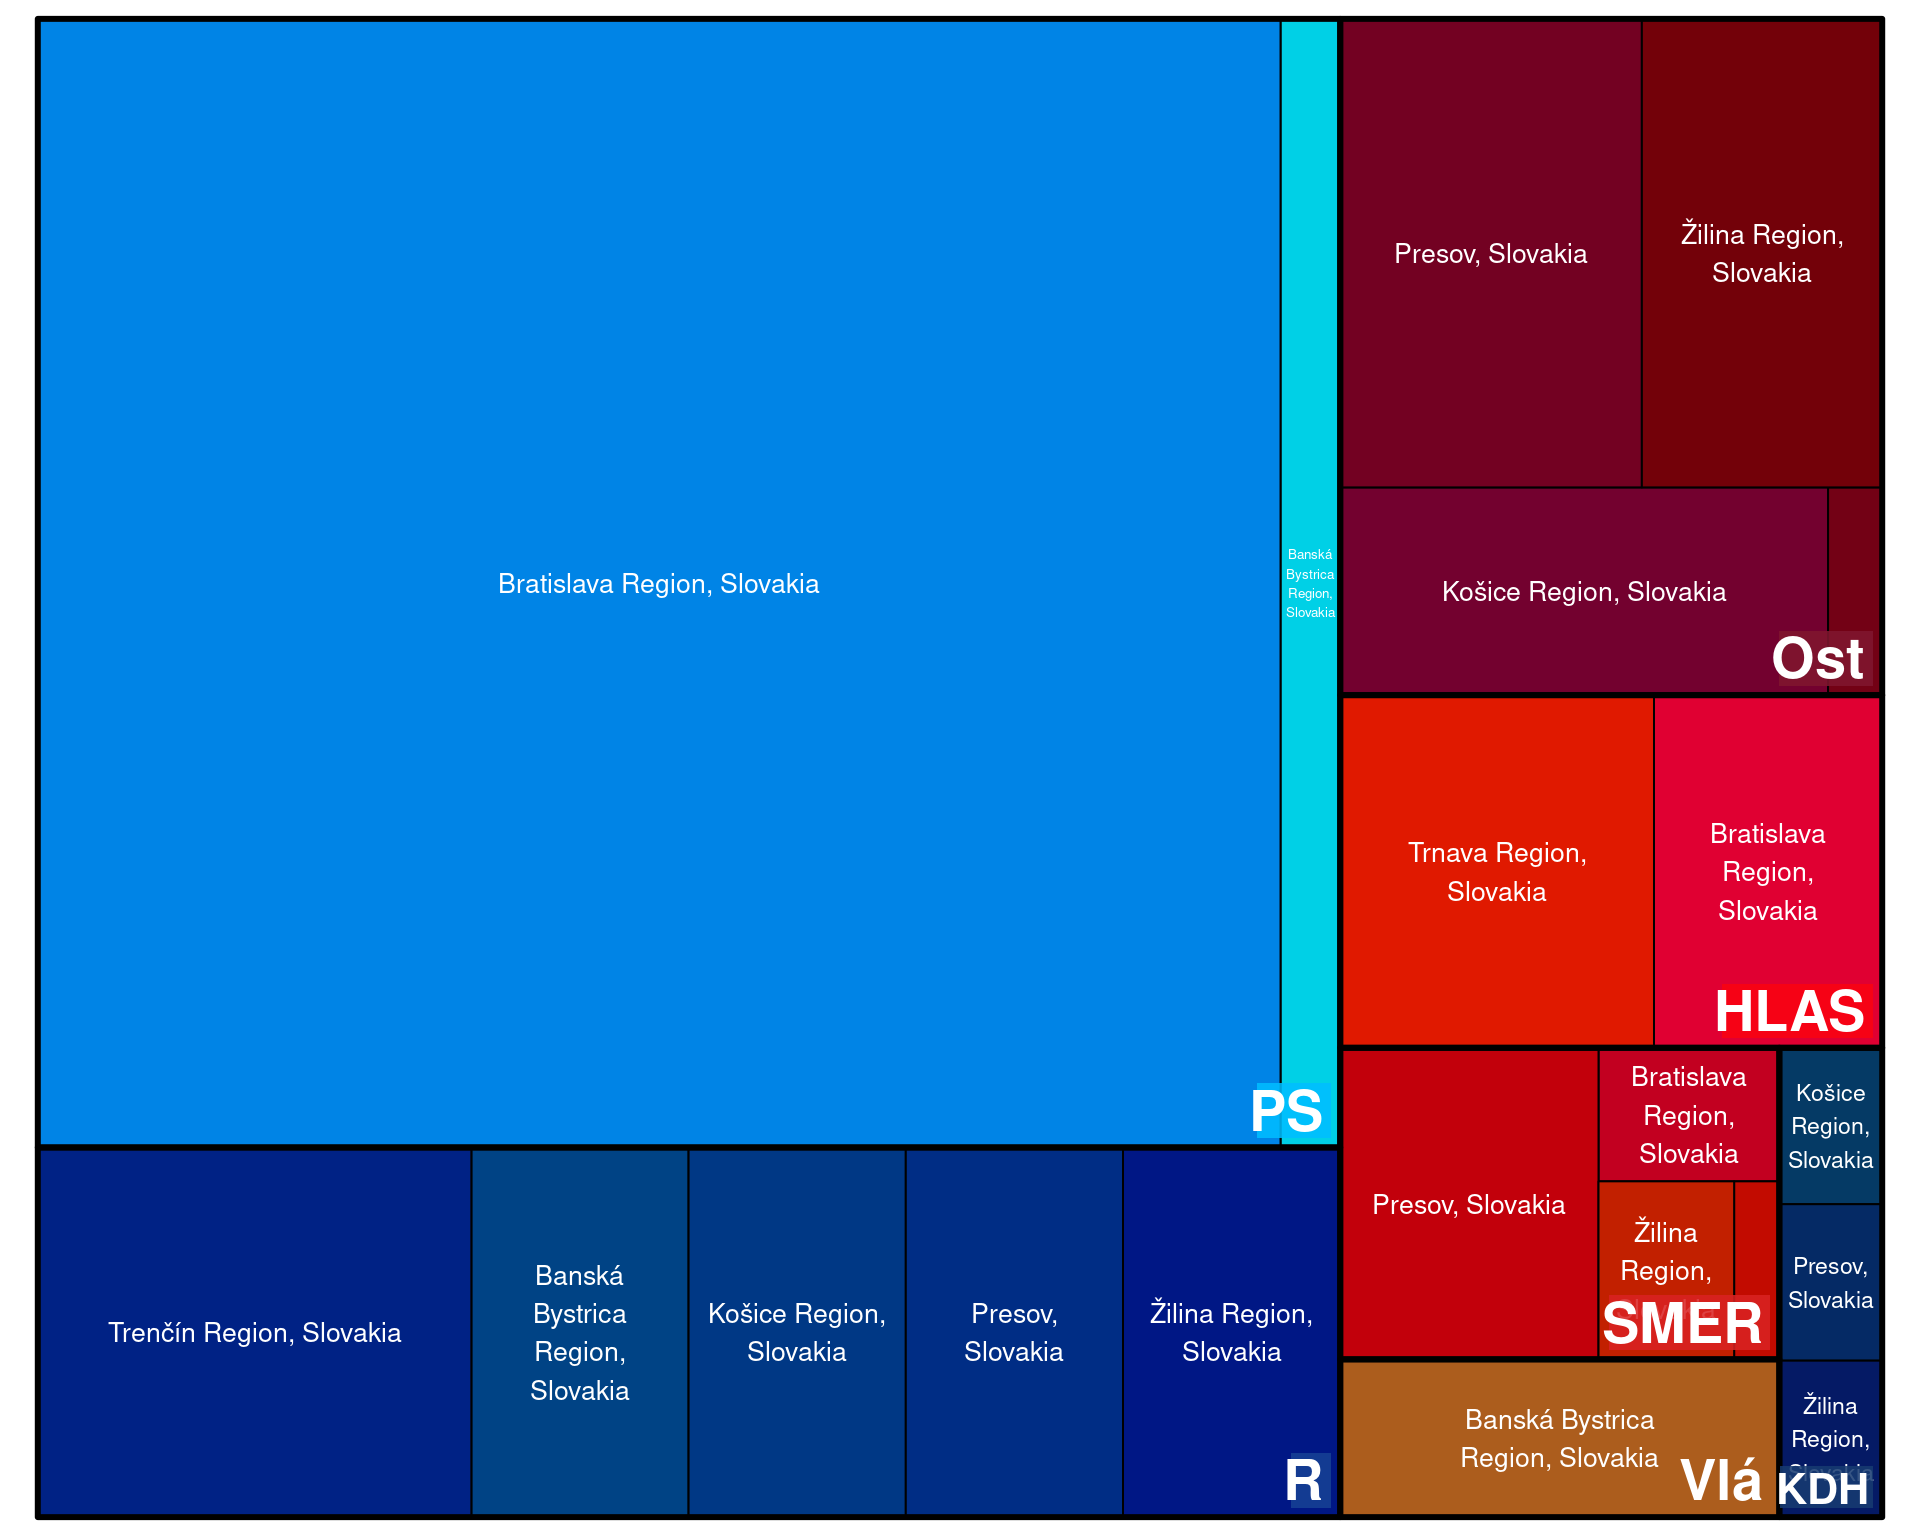 Bratislava Region, Slovakia
Banská
Bystrica
Region,
Slovakia
PS
Trenčín Region, Slovakia
Banská
Bystrica
Region,
Slovakia
Košice Region,
Slovakia
Presov,
Slovakia
Žilina Region,
Slovakia
R
Presov, Slovakia
Žilina Region,
Slovakia
Košice Region, Slovakia
Ost
Trnava Region,
Slovakia
Bratislava
Region,
Slovakia
HLAS
Presov, Slovakia
Bratislava
Region,
Slovakia
Žilina
Region,
SMER
Banská Bystrica
Region, Slovakia
Vlá
Košice
Region,
Slovakia
Presov,
Slovakia
Žilina
Region,
Slovakia
KDH